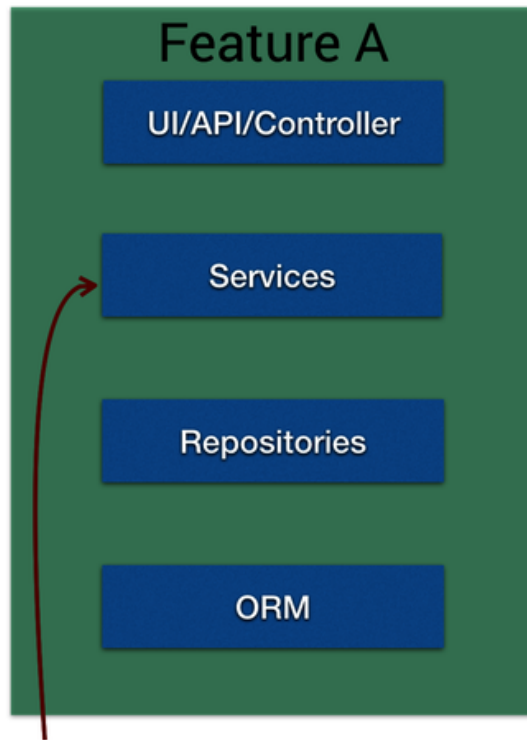 Feature A
UI/API/Controller
Services
Repositories
ORM